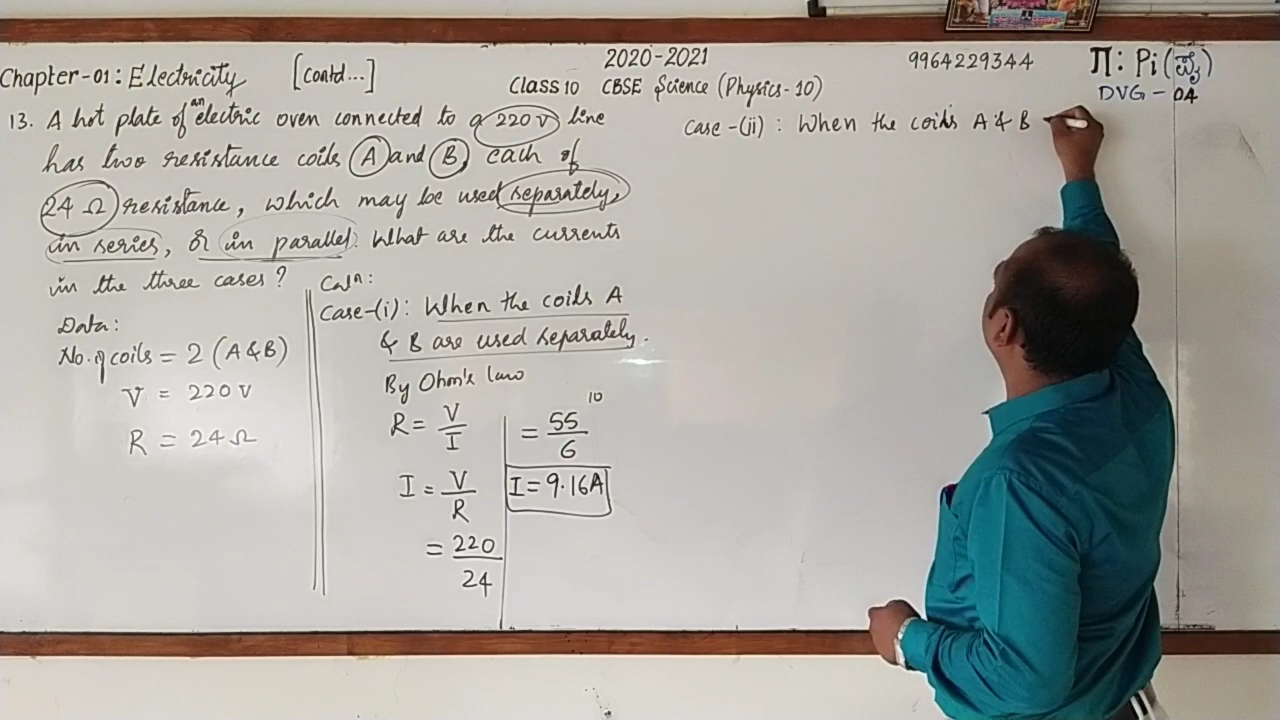 2020-2021
9964229344
Π: Pi (ಪೈ)
Chapter-01: Electricity [Contd...]
Class 10 CBSE Science (Physics-10)
DVG - 04
13. A hot plate of an electric oven connected to a 220 V line
has two resistance coils A and B, each of
24 Ω resistance, which may be used separately,
in series, or in parallel. What are the currents
in the three cases?
Data:
No. of coils = 2 (A & B)
V = 220 V
R = 24 Ω
Caln:
Case-(i): When the coils A
& B are used separately.
By Ohm's law
R = V/I
I = V/R
= 220/24
10
= 55/6
I = 9.16A
Case-(ii): When the coils A & B